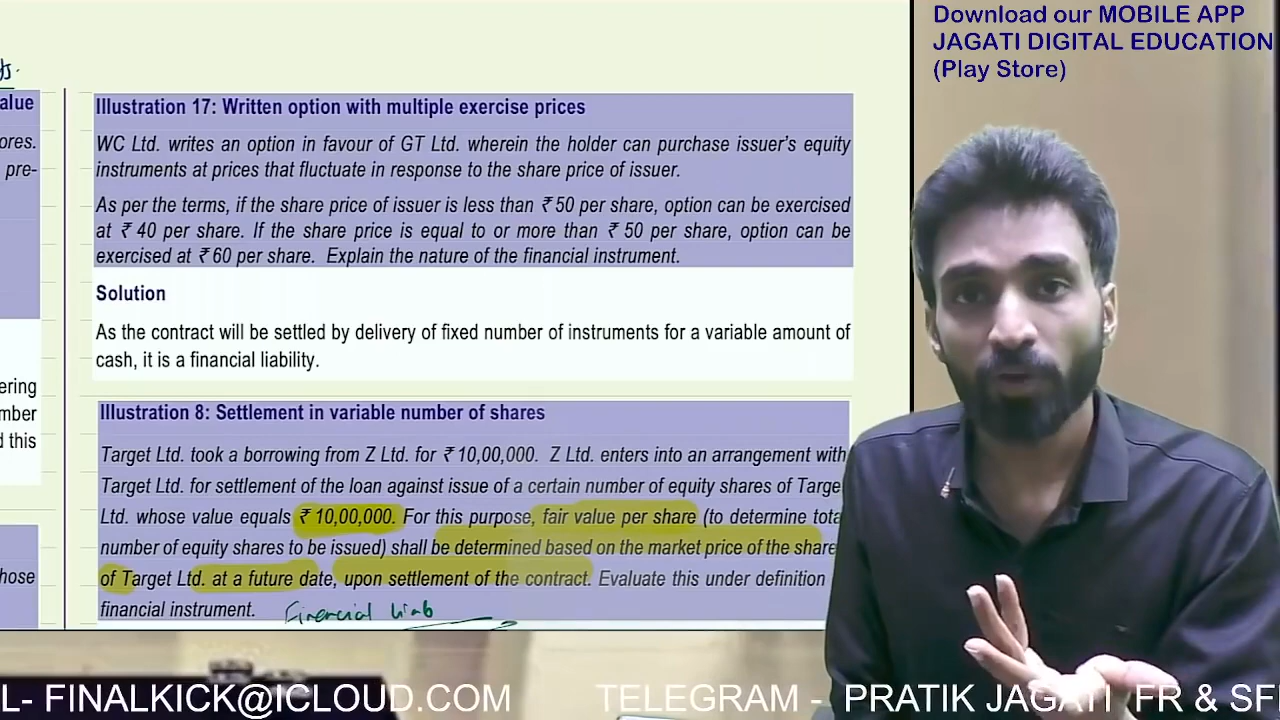 Download our MOBILE APP
JAGATI DIGITAL EDUCATION
(Play Store)
alue
ores.
pre-
ering
mber
d this
hose
Illustration 17: Written option with multiple exercise prices
WC Ltd. writes an option in favour of GT Ltd. wherein the holder can purchase issuer's equity
instruments at prices that fluctuate in response to the share price of issuer.
As per the terms, if the share price of issuer is less than ₹ 50 per share, option can be exercised
at ₹ 40 per share. If the share price is equal to or more than ₹ 50 per share, option can be
exercised at ₹ 60 per share. Explain the nature of the financial instrument.
Solution
As the contract will be settled by delivery of fixed number of instruments for a variable amount of
cash, it is a financial liability.
Illustration 8: Settlement in variable number of shares
Target Ltd. took a borrowing from Z Ltd. for ₹ 10,00,000. Z Ltd. enters into an arrangement with
Target Ltd. for settlement of the loan against issue of a certain number of equity shares of Targe
Ltd. whose value equals ₹ 10,00,000. For this purpose, fair value per share (to determine tota
number of equity shares to be issued) shall be determined based on the market price of the share
of Target Ltd. at a future date, upon settlement of the contract. Evaluate this under definition
financial instrument. Financial liab
L- FINALKICK@ICLOUD.COM TELEGRAM - PRATIK JAGATI FR & SF